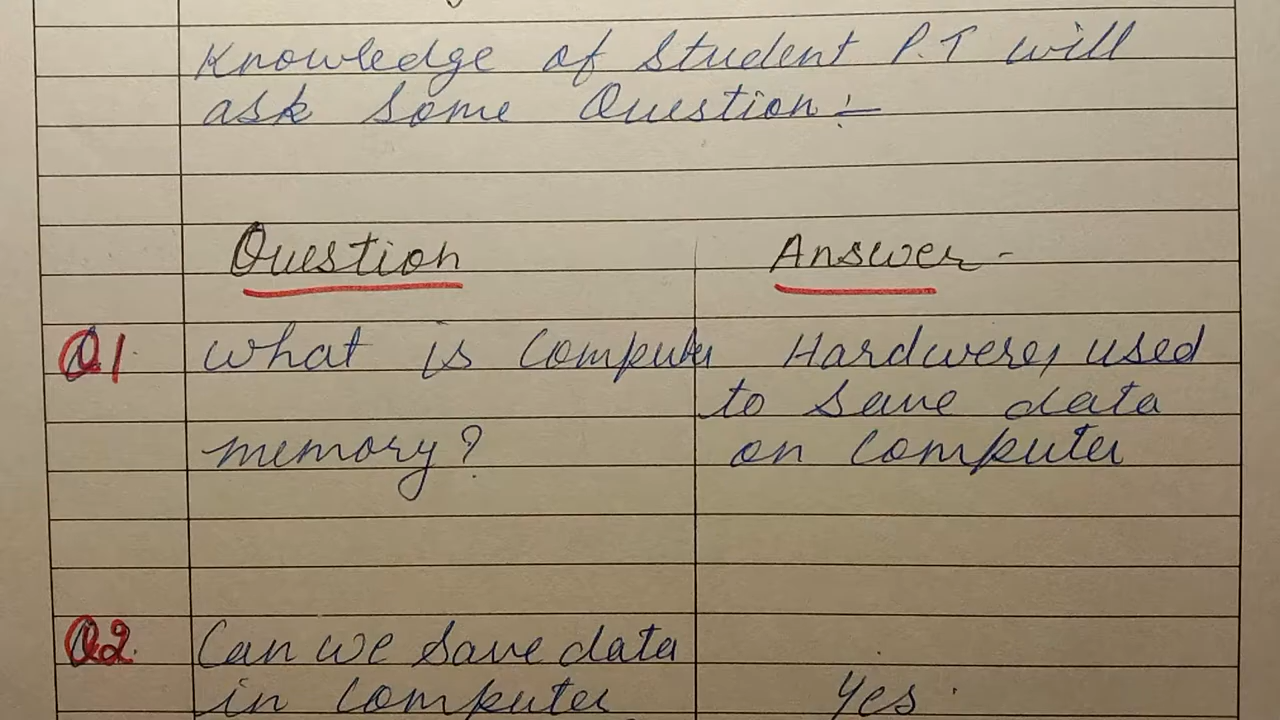 Knowledge of Student P.T will
ask some Question :-
Question
Answer -
Q1. What is Computer
memory?
Hardwere, used
to save data
on Computer
Q2. Can we save data
in Computer
Yes.